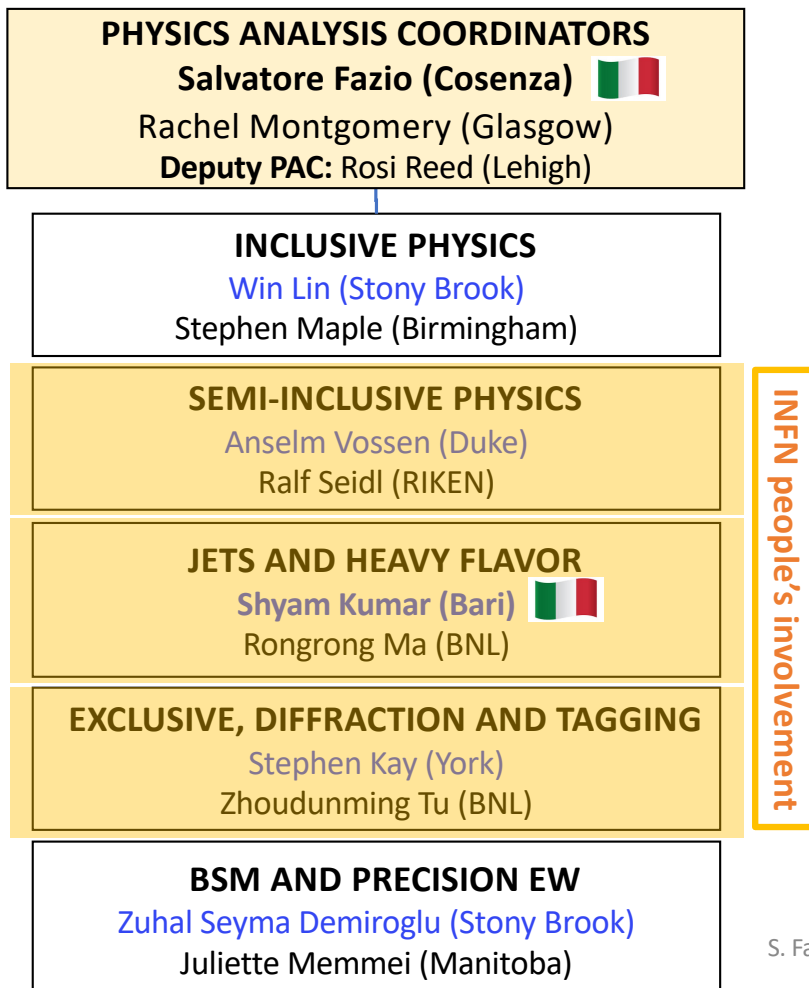 PHYSICS ANALYSIS COORDINATORS
Salvatore Fazio (Cosenza)
Rachel Montgomery (Glasgow)
Deputy PAC: Rosi Reed (Lehigh)
INCLUSIVE PHYSICS
Win Lin (Stony Brook)
Stephen Maple (Birmingham)
SEMI-INCLUSIVE PHYSICS
Anselm Vossen (Duke)
Ralf Seidl (RIKEN)
JETS AND HEAVY FLAVOR
Shyam Kumar (Bari)
Rongrong Ma (BNL)
EXCLUSIVE, DIFFRACTION AND TAGGING
Stephen Kay (York)
Zhoudunming Tu (BNL)
BSM AND PRECISION EW
Zuhal Seyma Demiroglu (Stony Brook)
Juliette Memmei (Manitoba)
INFN people's involvement
S. Fa